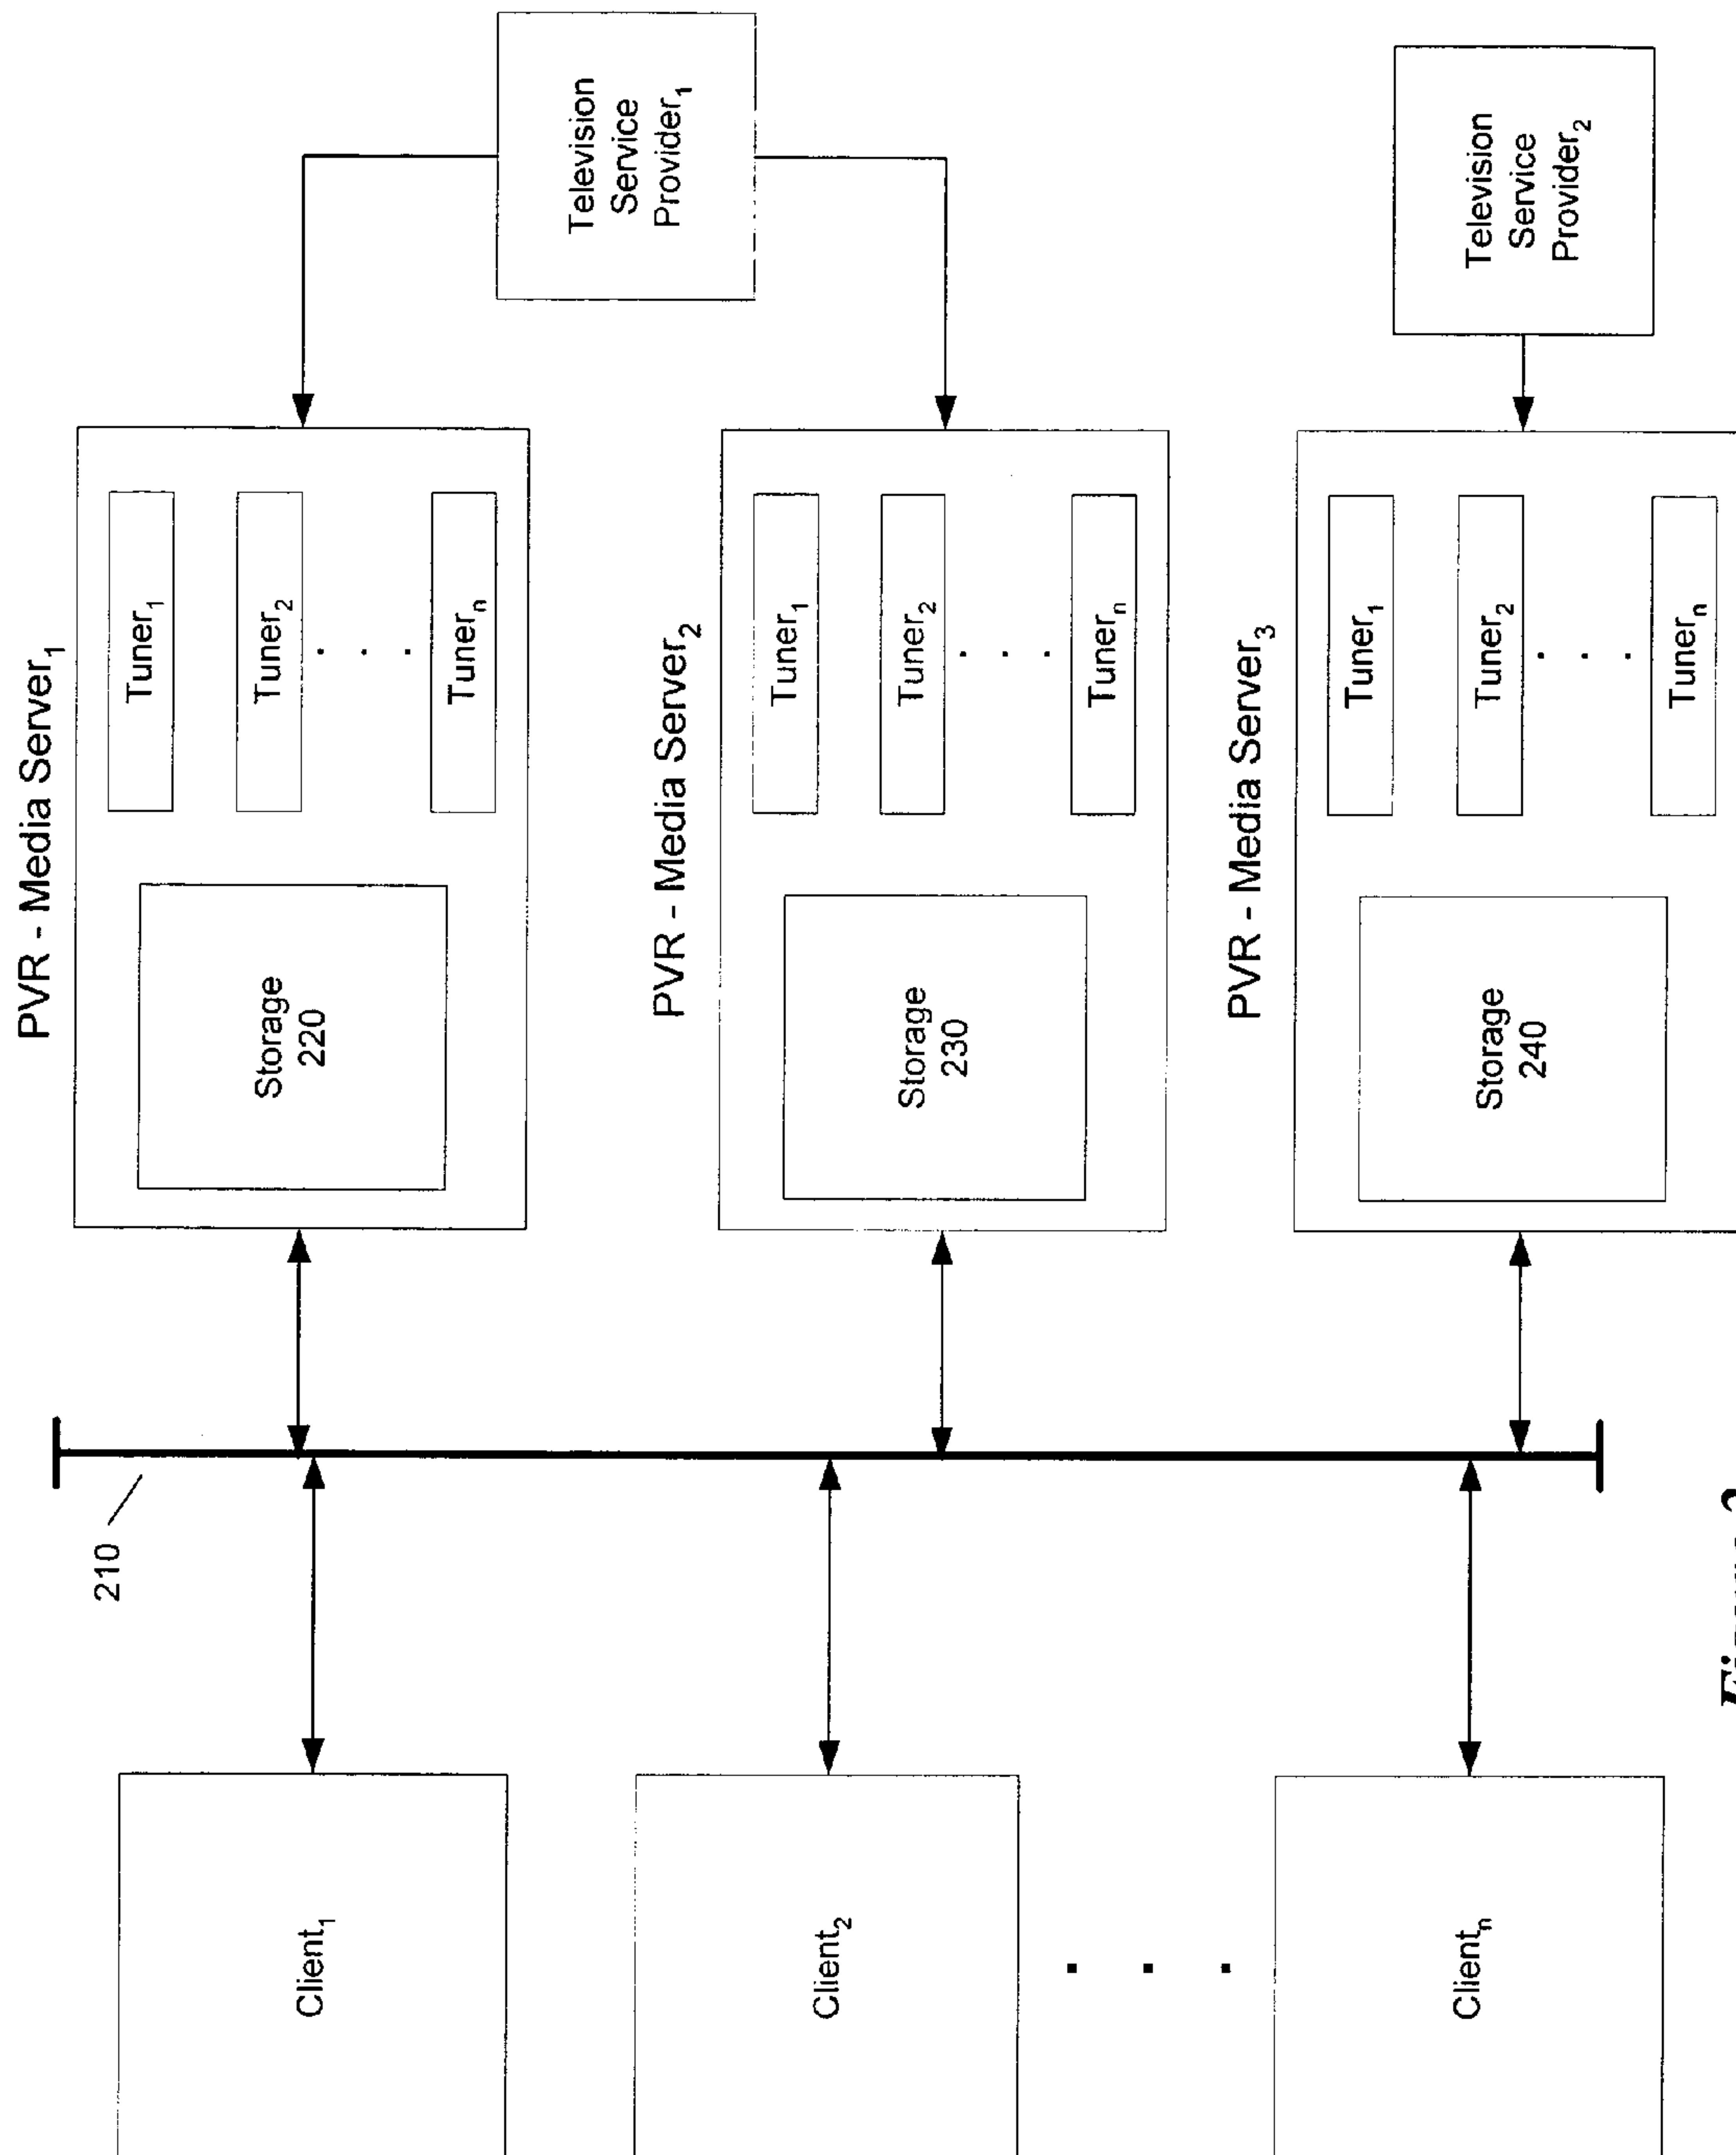 PVR - Media Server1
Tuner1
Tuner2
. . .
Tunern
Storage
220
Television
Service
Provider1
PVR - Media Server2
Tuner1
Tuner2
. . .
Tunern
Storage
230
PVR - Media Server3
Tuner1
Tuner2
. . .
Tunern
Storage
240
Television
Service
Provider2
210
Client1
Client2
. . .
Clientn